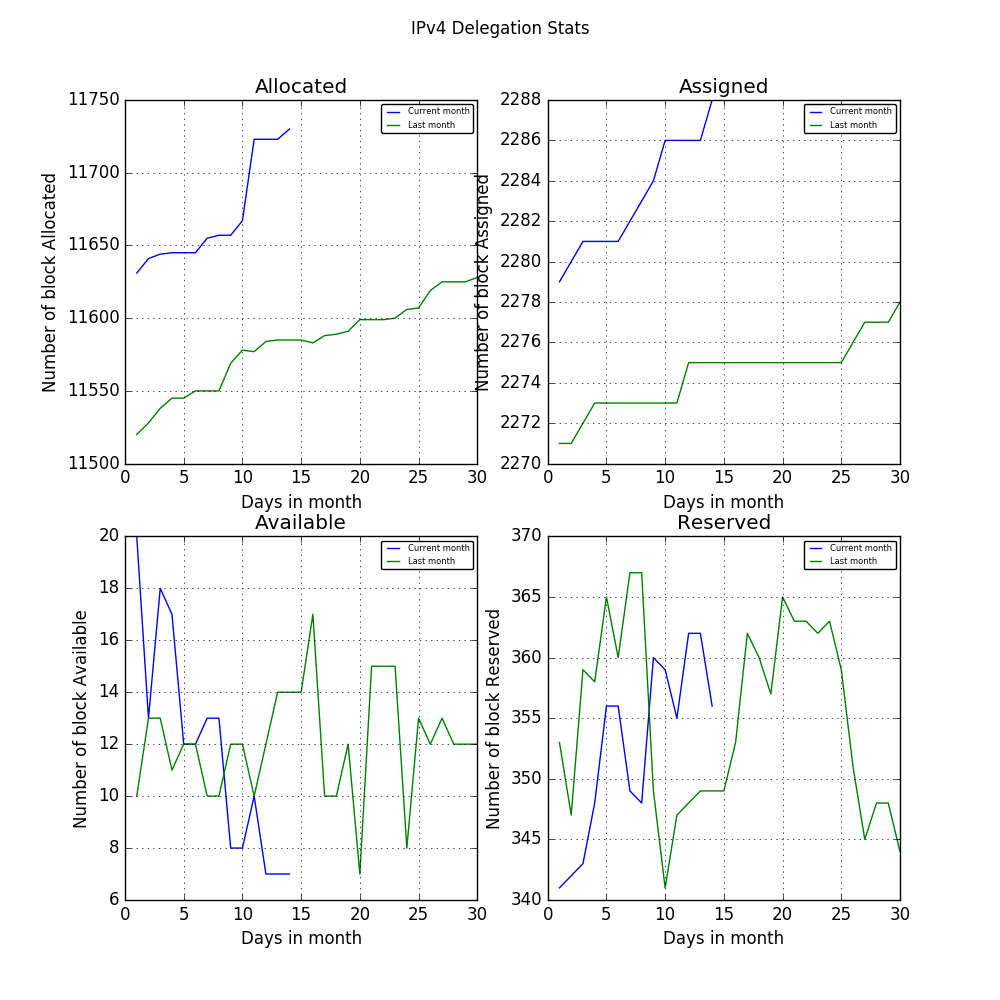 IPv4 Delegation Stats
Allocated
Number of block Allocated
11750
11700
11650
11600
11550
11500
0 5 10 15 20 25 30
Days in month
Current month
Last month
Assigned
Number of block Assigned
2288
2286
2284
2282
2280
2278
2276
2274
2272
2270
0 5 10 15 20 25 30
Days in month
Current month
Last month
Available
Number of block Available
20
18
16
14
12
10
8
6
0 5 10 15 20 25 30
Days in month
Current month
Last month
Reserved
Number of block Reserved
370
365
360
355
350
345
340
0 5 10 15 20 25 30
Days in month
Current month
Last month